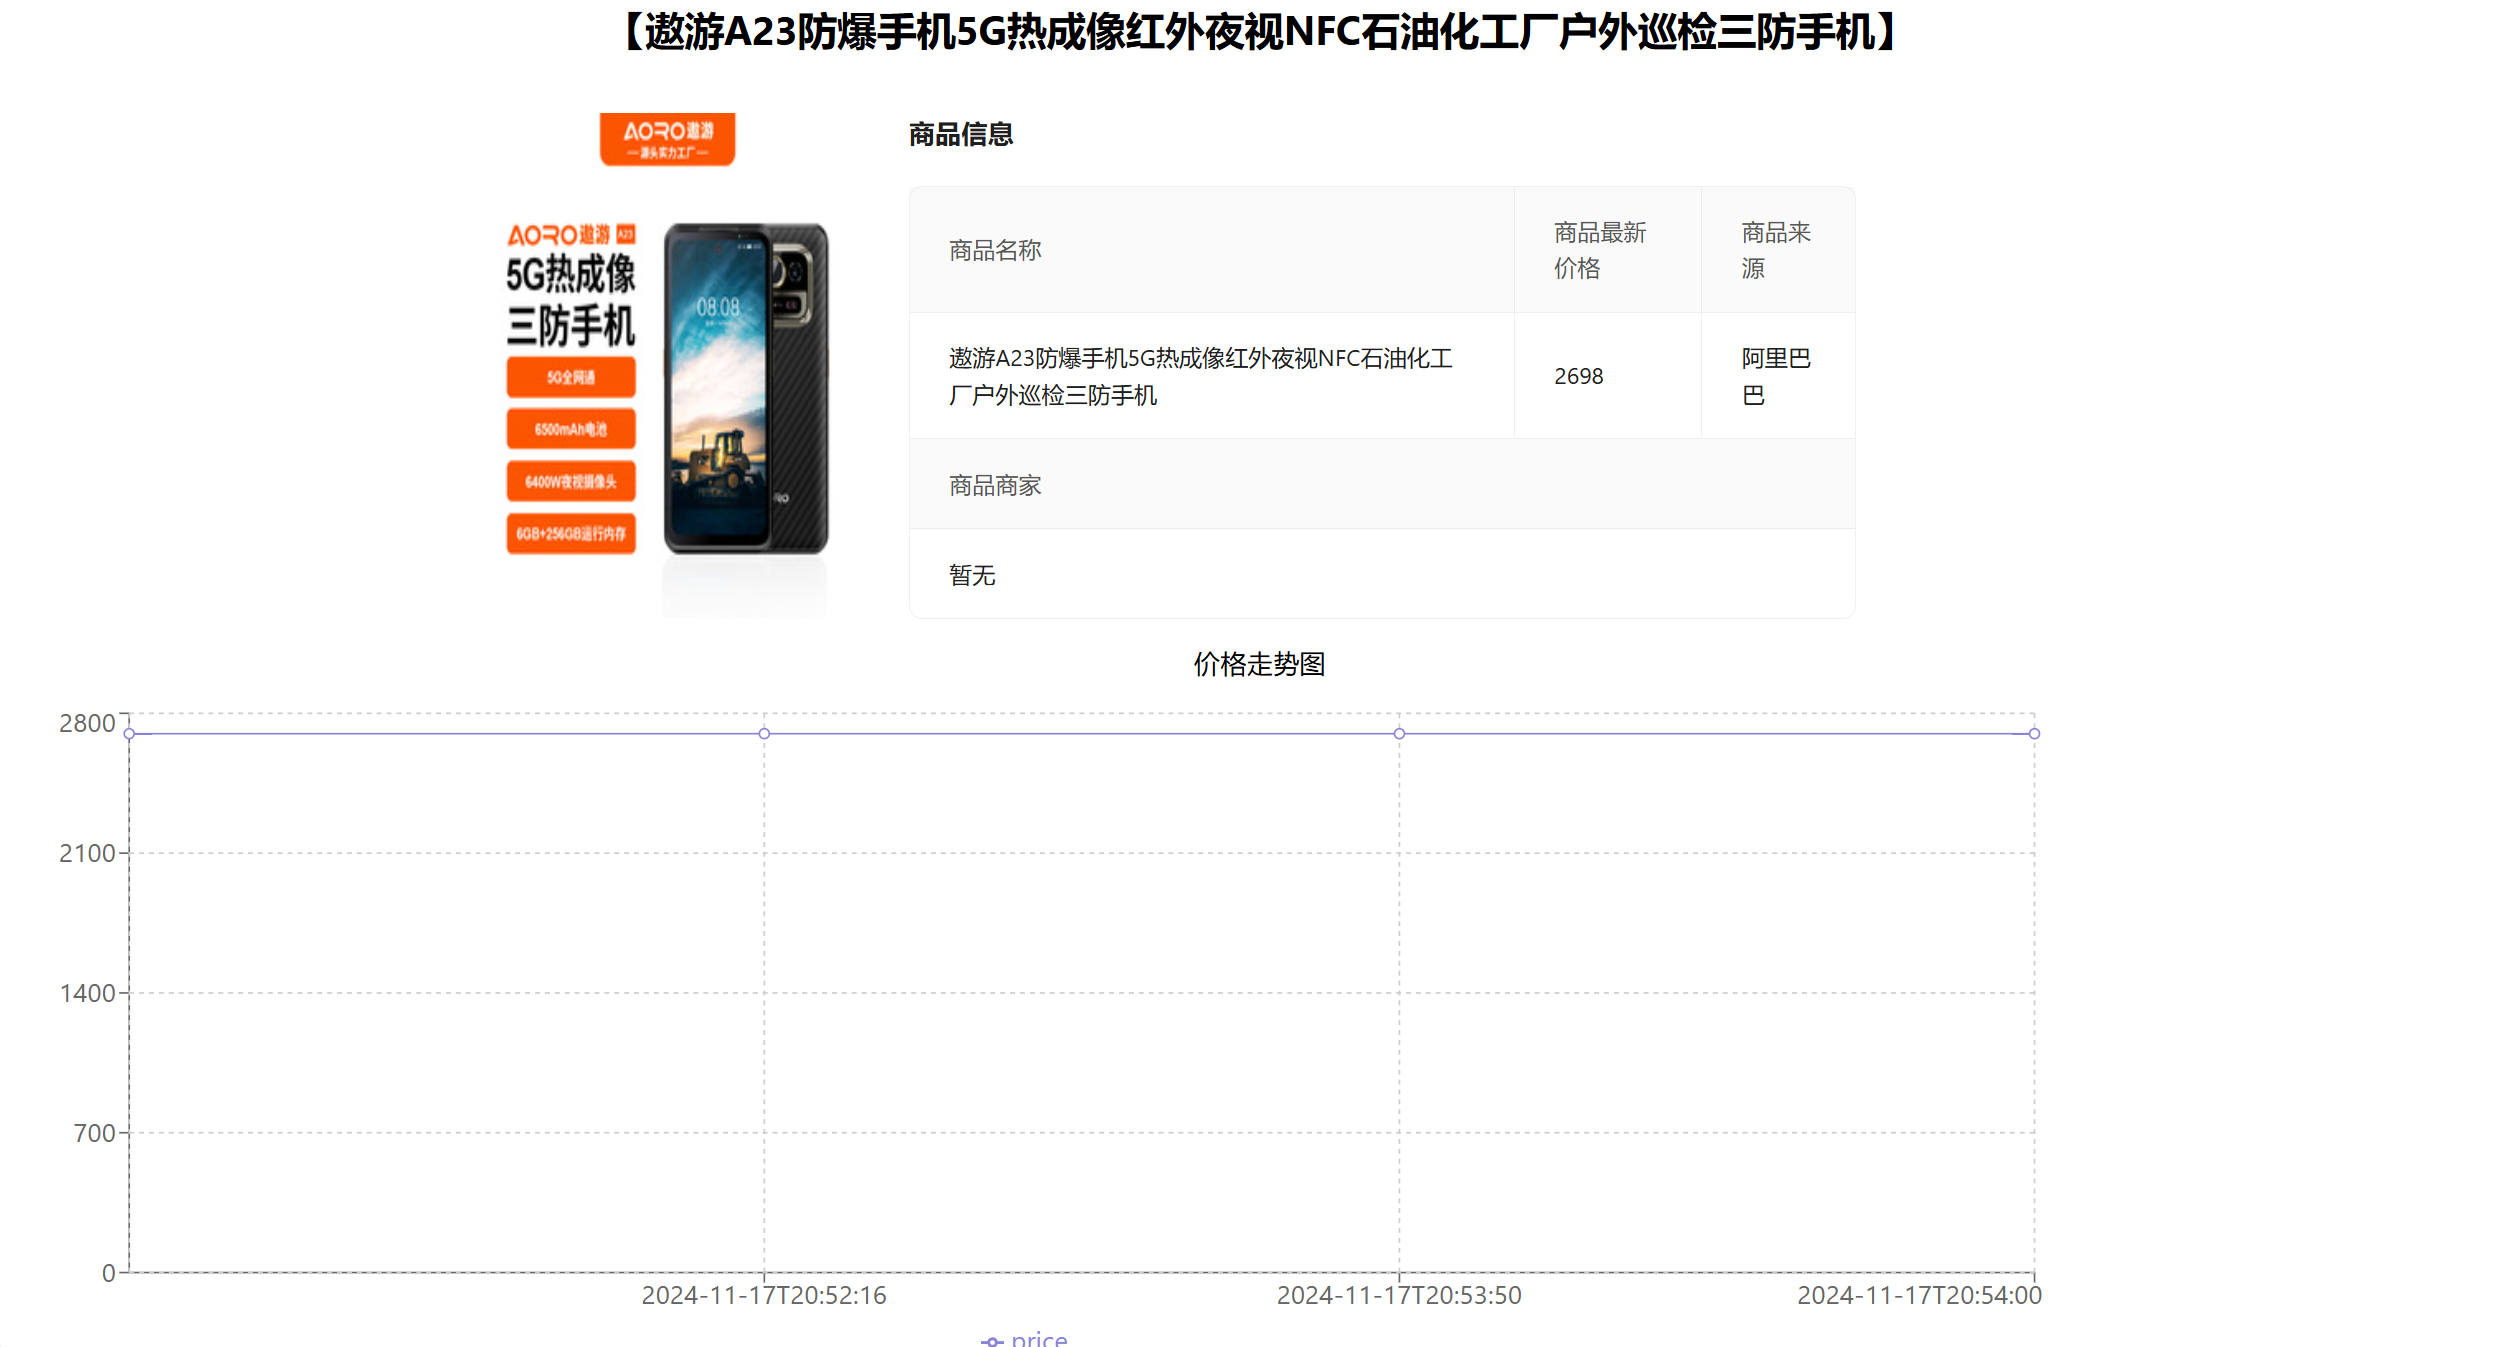 【遨游A23防爆手机5G热成像红外夜视NFC石油化工厂户外巡检三防手机】
AORO遨游
源头实力工厂
AORO遨游 A23
5G热成像
三防手机
5G全网通
6500mAh电池
6400W夜视摄像头
6GB+256GB运行内存
08:08
商品信息
商品名称
商品最新
价格
商品来
源
遨游A23防爆手机5G热成像红外夜视NFC石油化工
厂户外巡检三防手机
2698
阿里巴
巴
商品商家
暂无
价格走势图
2800
2100
1400
700
0
2024-11-17T20:52:16
2024-11-17T20:53:50
2024-11-17T20:54:00
price